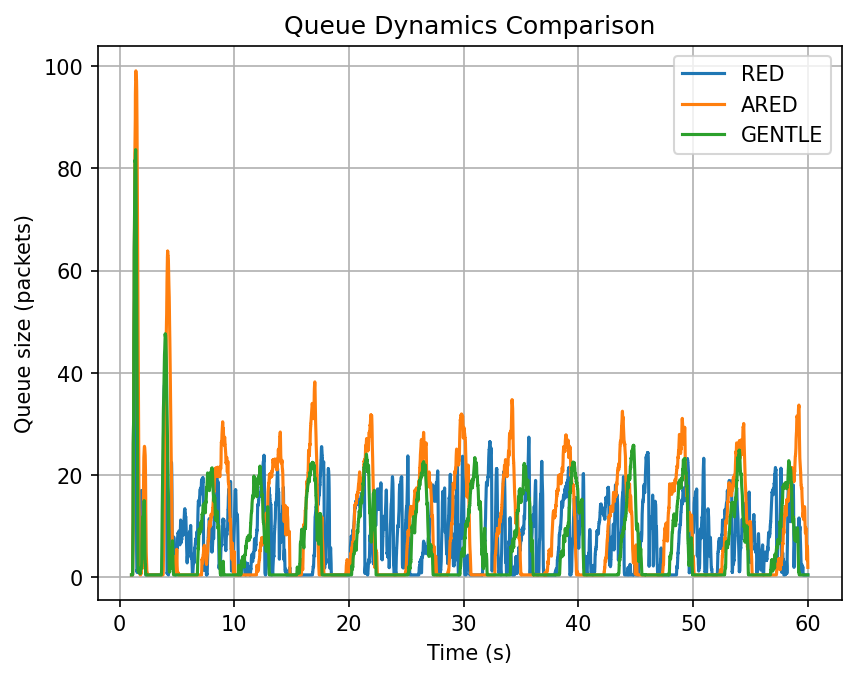 Queue Dynamics Comparison
RED
ARED
GENTLE
Queue size (packets)
100
80
60
40
20
0
0 10 20 30 40 50 60
Time (s)